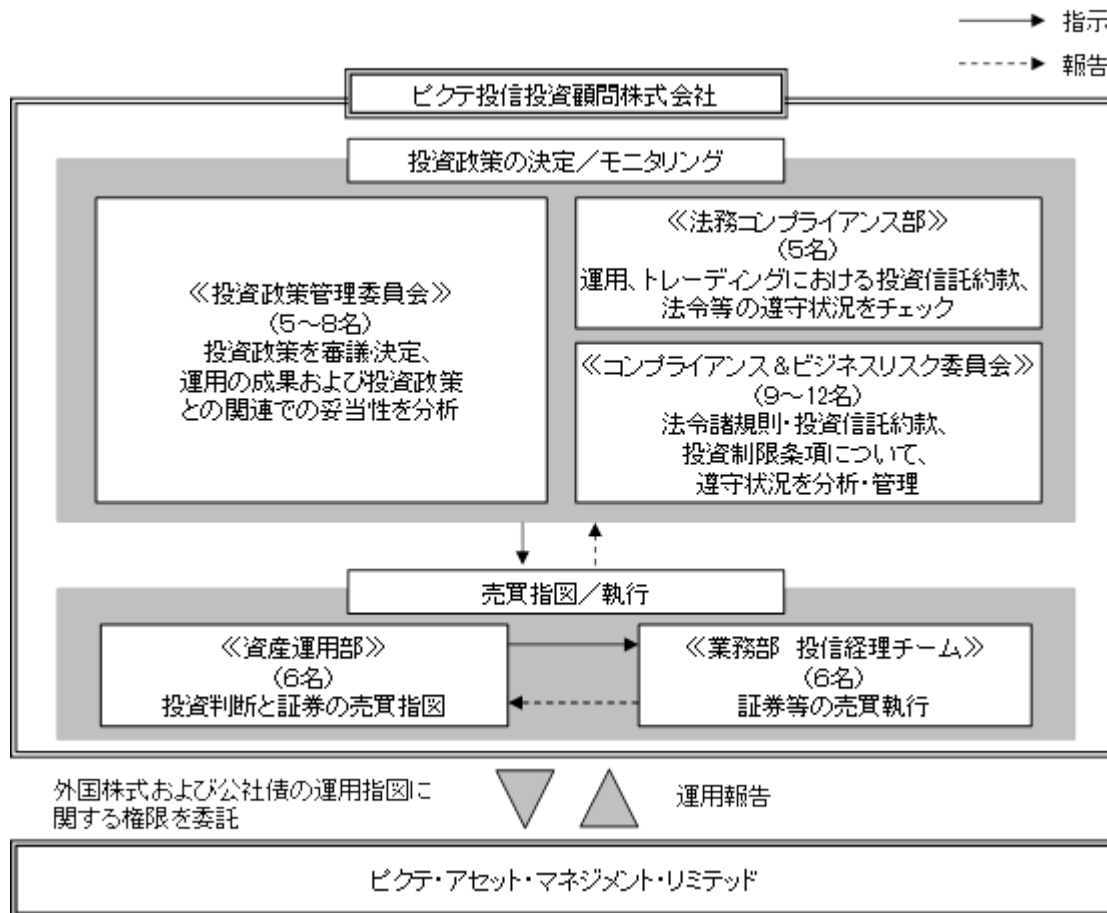 指示
報告
ピクテ投信投資顧問株式会社
投資政策の決定／モニタリング
≪投資政策管理委員会≫
(5～8名)
投資政策を審議・決定、
運用の成果および投資政策
との関連での妥当性を分析
≪法務コンプライアンス部≫
(5名)
運用、トレーディングにおける投資信託約款、
法令等の遵守状況をチェック
≪コンプライアンス＆ビジネスリスク委員会≫
(9～12名)
法令諸規則・投資信託約款、
投資制限条項について、
遵守状況を分析・管理
売買指図／執行
≪資産運用部≫
(6名)
投資判断と証券の売買指図
≪業務部 投信経理チーム≫
(6名)
証券等の売買執行
外国株式および公社債の運用指図に
関する権限を委託
運用報告
ピクテ・アセット・マネジメント・リミテッド